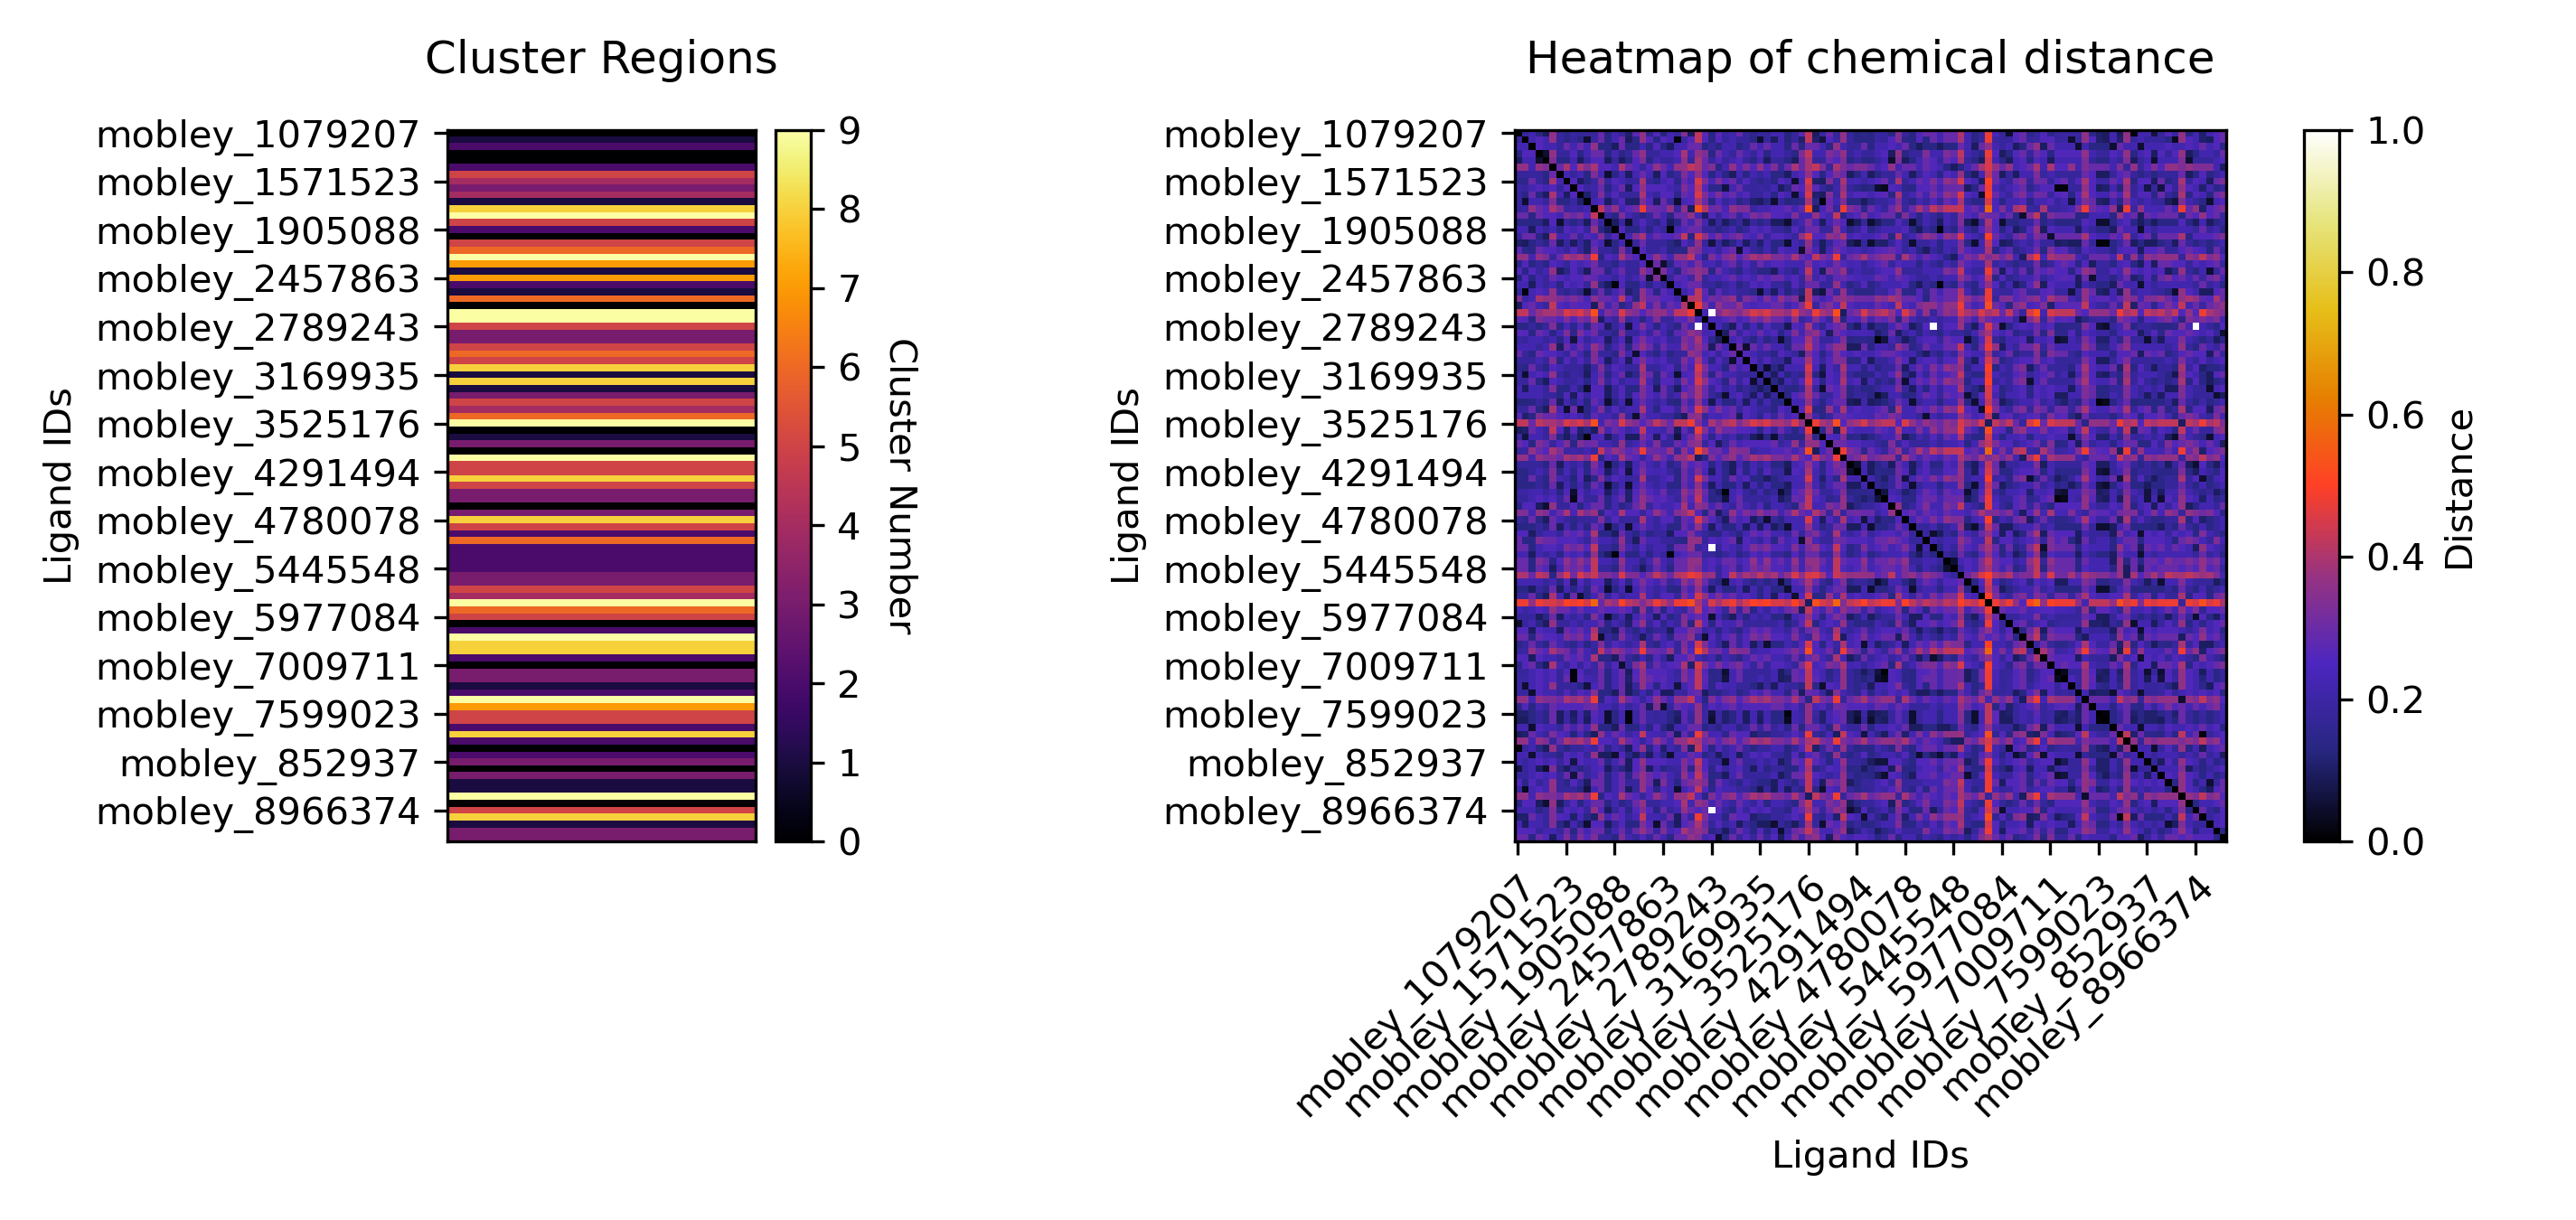 Cluster Regions
mobley_1079207
mobley_1571523
mobley_1905088
mobley_2457863
mobley_2789243
mobley_3169935
mobley_3525176
mobley_4291494
mobley_4780078
mobley_5445548
mobley_5977084
mobley_7009711
mobley_7599023
mobley_852937
mobley_8966374
Ligand IDs
9
8
7
6
5
4
3
2
1
0
Cluster Number
Heatmap of chemical distance
mobley_1079207
mobley_1571523
mobley_1905088
mobley_2457863
mobley_2789243
mobley_3169935
mobley_3525176
mobley_4291494
mobley_4780078
mobley_5445548
mobley_5977084
mobley_7009711
mobley_7599023
mobley_852937
mobley_8966374
Ligand IDs
mobley_1079207
mobley_1571523
mobley_1905088
mobley_2457863
mobley_2789243
mobley_3169935
mobley_3525176
mobley_4291494
mobley_4780078
mobley_5445548
mobley_5977084
mobley_7009711
mobley_7599023
mobley_852937
mobley_8966374
Ligand IDs
1.0
0.8
0.6
0.4
0.2
0.0
Distance